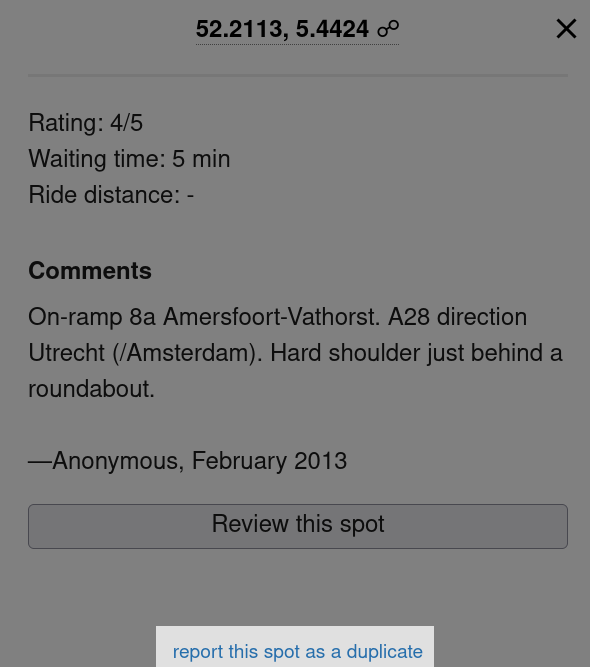 52.2113, 5.4424
Rating: 4/5
Waiting time: 5 min
Ride distance: -
Comments
On-ramp 8a Amersfoort-Vathorst. A28 direction
Utrecht (/Amsterdam). Hard shoulder just behind a
roundabout.
—Anonymous, February 2013
Review this spot
report this spot as a duplicate